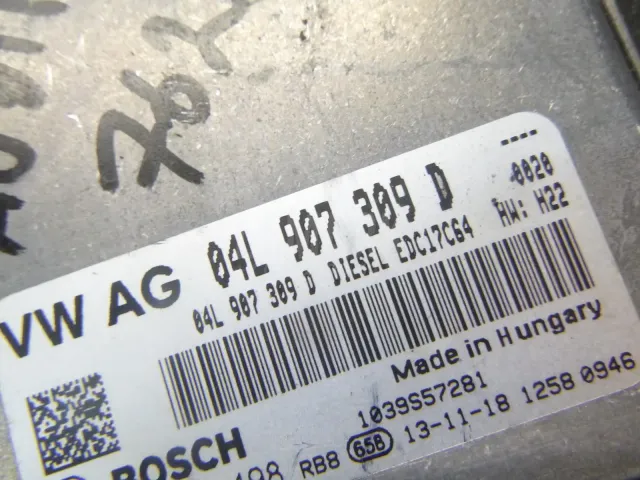 VW AG 04L 907 309 D ----
04L 907 309 D DIESEL EDC17C64 0020
HW: H22
Made in Hungary
1039S57281
BOSCH
RB8 65B 13-11-18 1258 0946